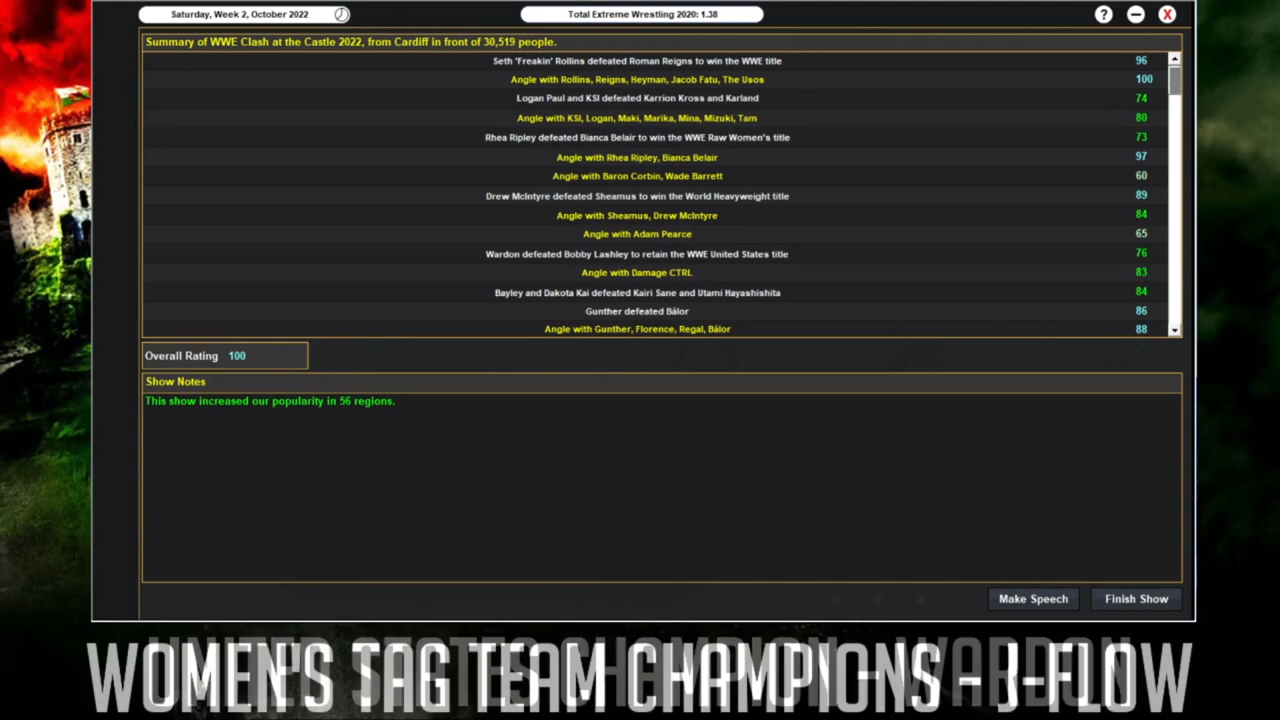 Saturday, Week 2, October 2022
Total Extreme Wrestling 2020: 1.38
?
X
Summary of WWE Clash at the Castle 2022, from Cardiff in front of 30,519 people.
Seth 'Freakin' Rollins defeated Roman Reigns to win the WWE title 96
Angle with Rollins, Reigns, Heyman, Jacob Fatu, The Usos 100
Logan Paul and KSI defeated Karrion Kross and Karland 74
Angle with KSI, Logan, Maki, Marika, Mina, Mizuki, Tam 80
Rhea Ripley defeated Bianca Belair to win the WWE Raw Women's title 73
Angle with Rhea Ripley, Bianca Belair 97
Angle with Baron Corbin, Wade Barrett 60
Drew McIntyre defeated Sheamus to win the World Heavyweight title 89
Angle with Sheamus, Drew McIntyre 84
Angle with Adam Pearce 65
Wardon defeated Bobby Lashley to retain the WWE United States title 76
Angle with Damage CTRL 83
Bayley and Dakota Kai defeated Kairi Sane and Utami Hayashishita 84
Gunther defeated Bálor 86
Angle with Gunther, Florence, Regal, Bálor 88
Overall Rating 100
Show Notes
This show increased our popularity in 56 regions.
Make Speech
Finish Show
UNITED STATES CHAMPION - WARDON